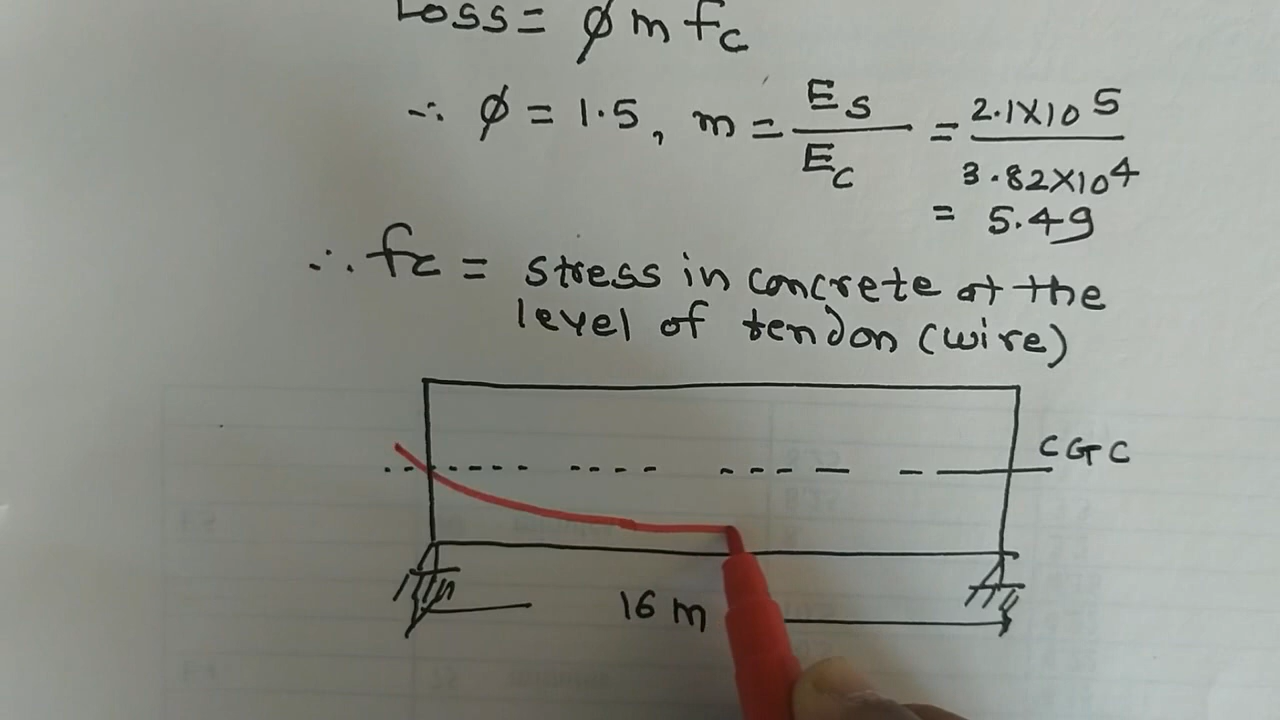 Loss = ϕ m fc
∴ ϕ = 1.5, m = Es/Ec = 2.1×10 5/3.82×10 4
= 5.49
∴ fc = stress in concrete at the
level of tendon (wire)
CGC
16 m